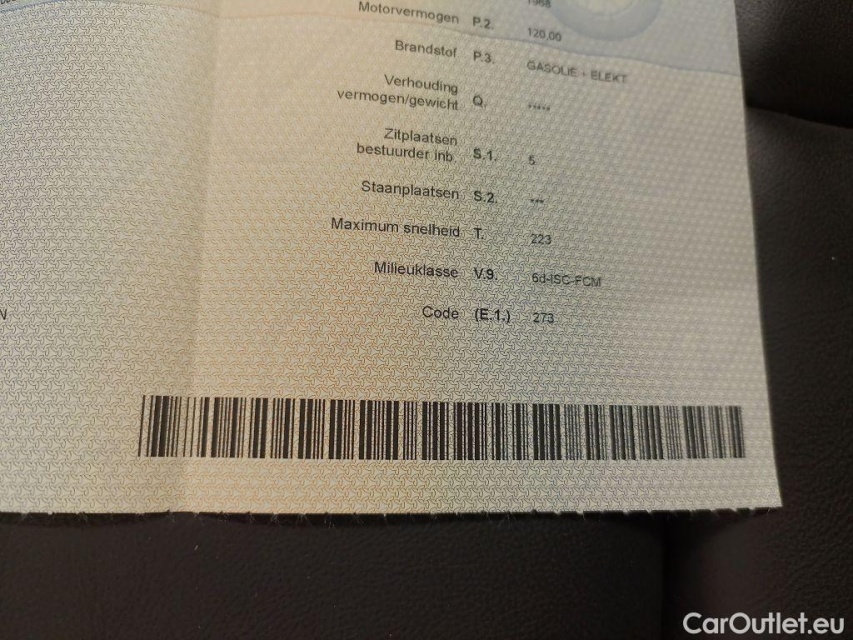 1968
Motorvermogen P.2. 120,00
Brandstof P.3. GASOLIE + ELEKT
Verhouding
vermogen/gewicht Q. *****
Zitplaatsen
bestuurder inb. S.1. 5
Staanplaatsen S.2. ***
Maximum snelheid T. 223
Milieuklasse V.9. 6d-ISC-FCM
N
Code (E.1.) 273
CarOutlet.eu